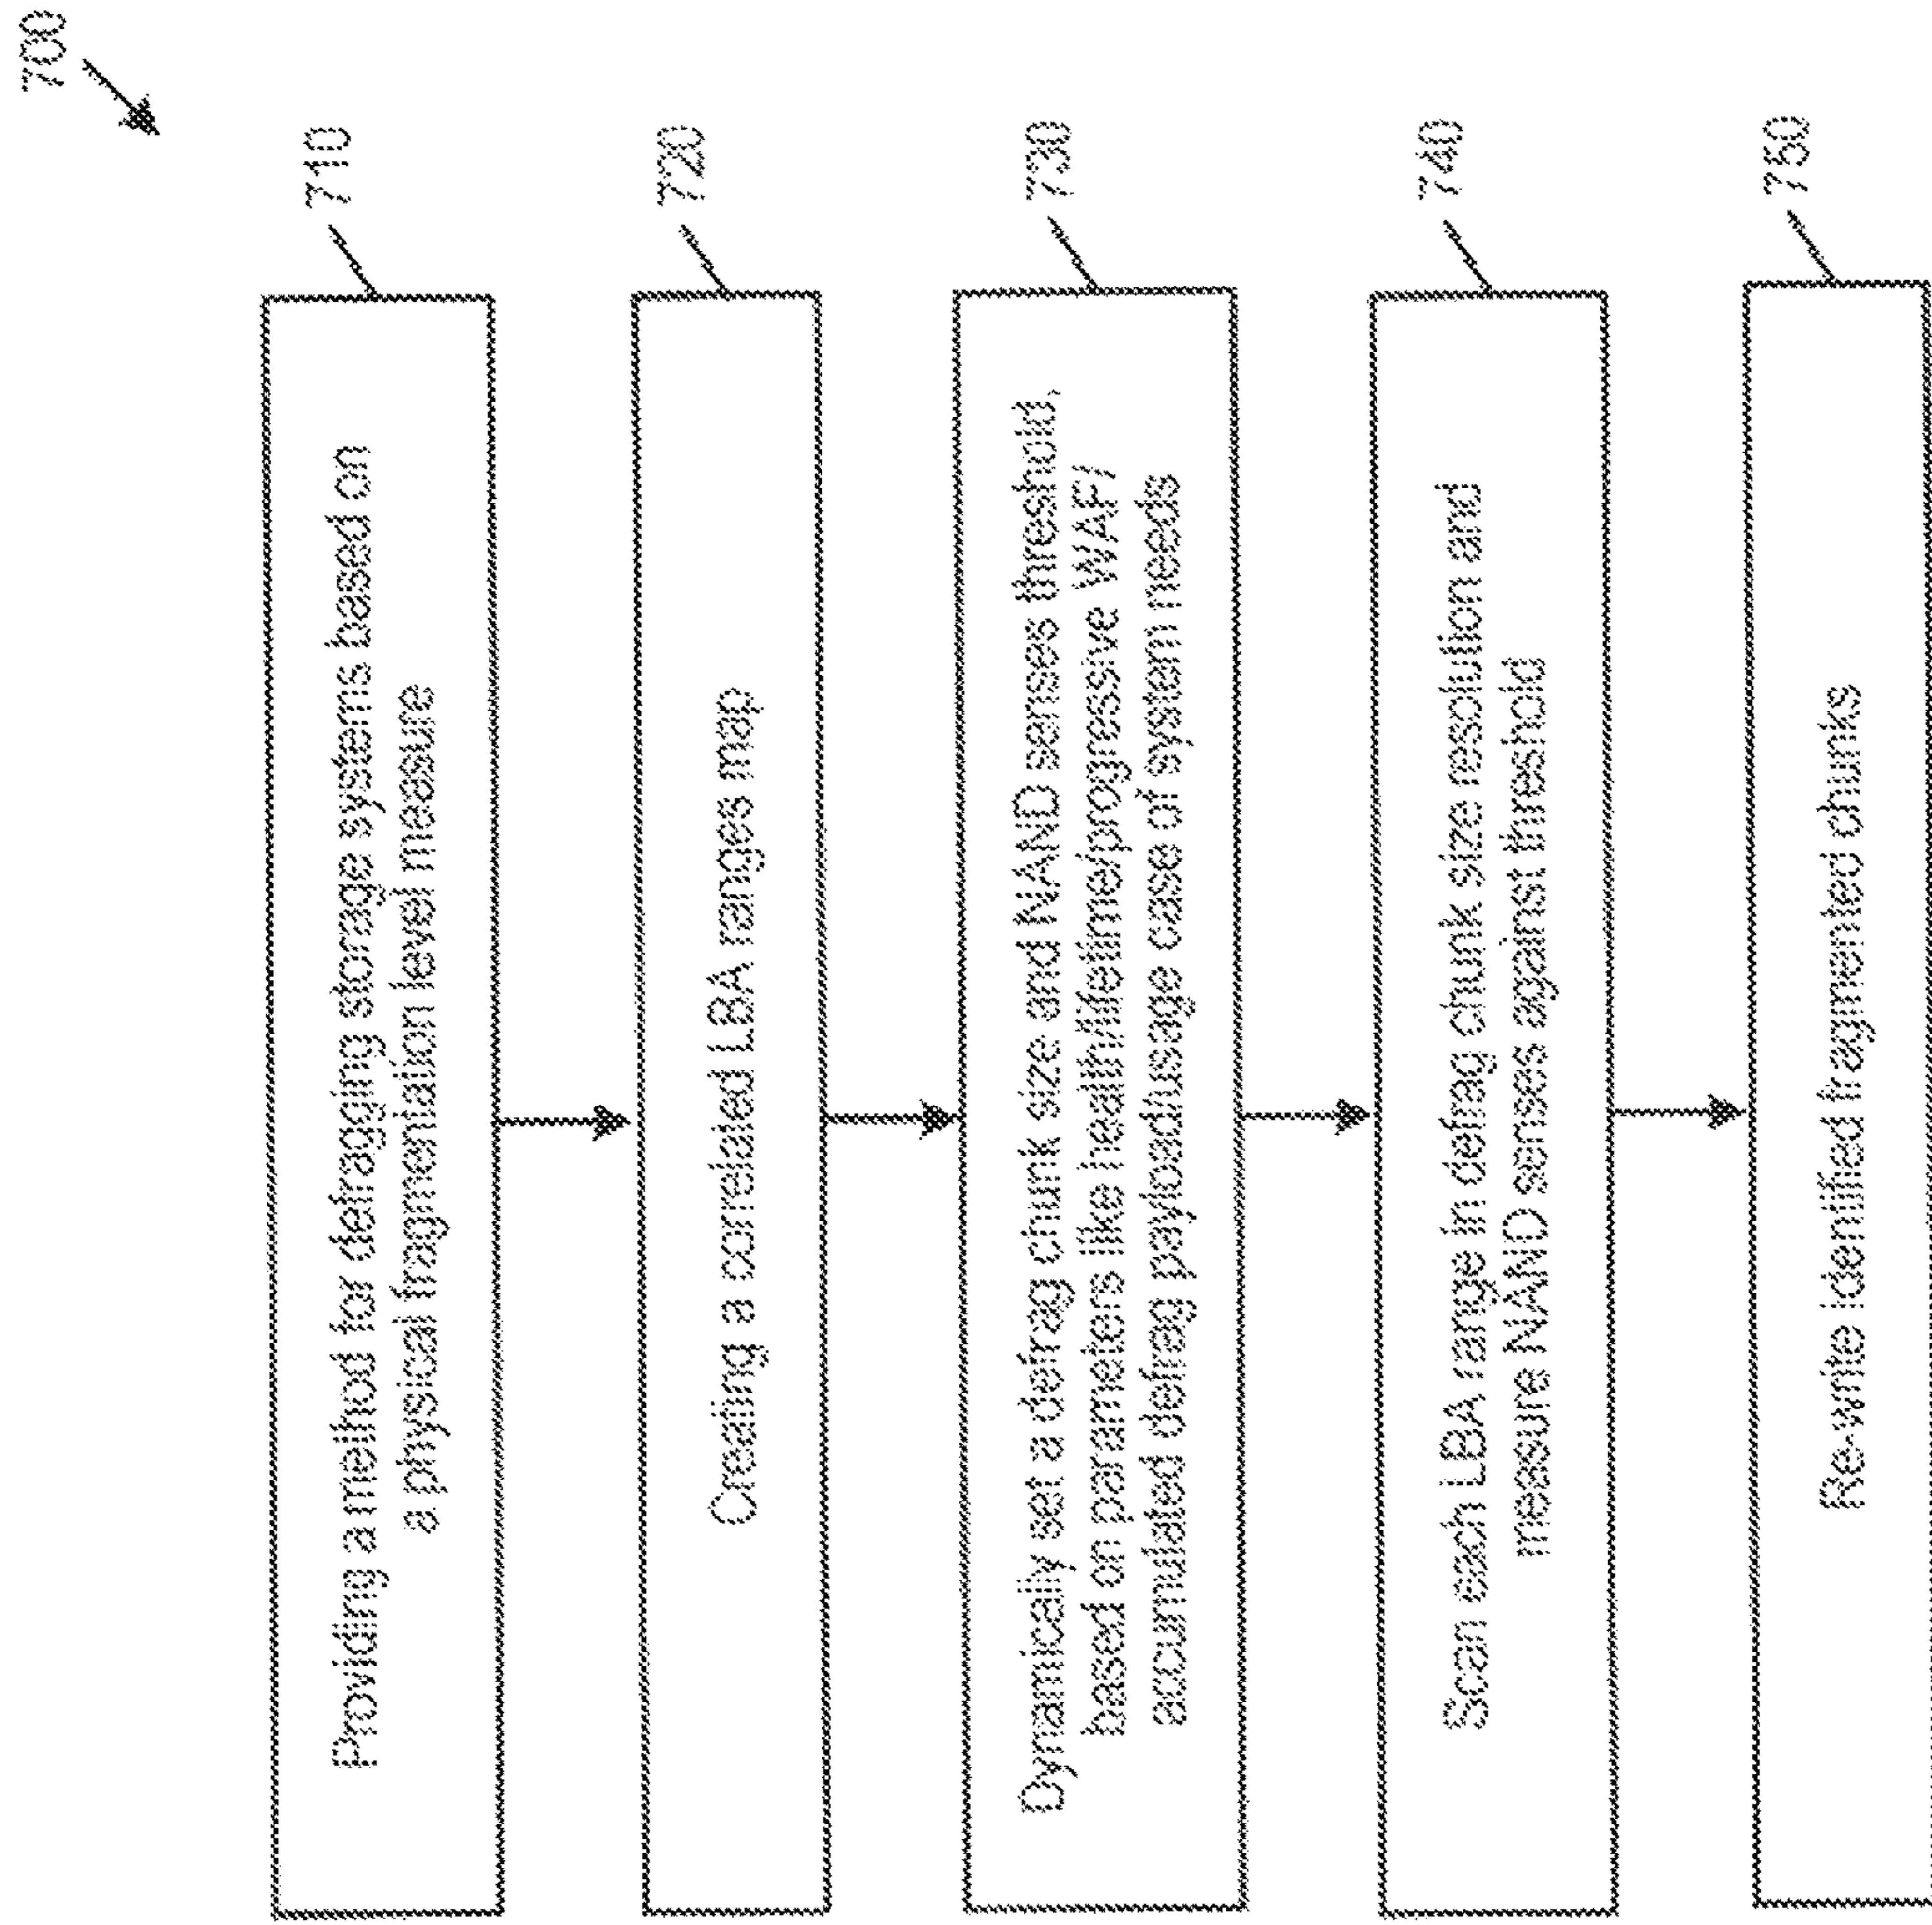 700
710
Providing a method for defragging storage systems based on
a physical fragmentation level measure
720
Creating a correlated LBA ranges map
730
Dynamically set a defrag chunk size and NAND senses threshold,
based on parameters like health/lifetime/progressive WAF/
accumulated defrag payload/usage case of system needs
740
Scan each LBA range in defrag chunk size resolution and
measure NAND senses against threshold
750
Re-write identified fragmented chunks